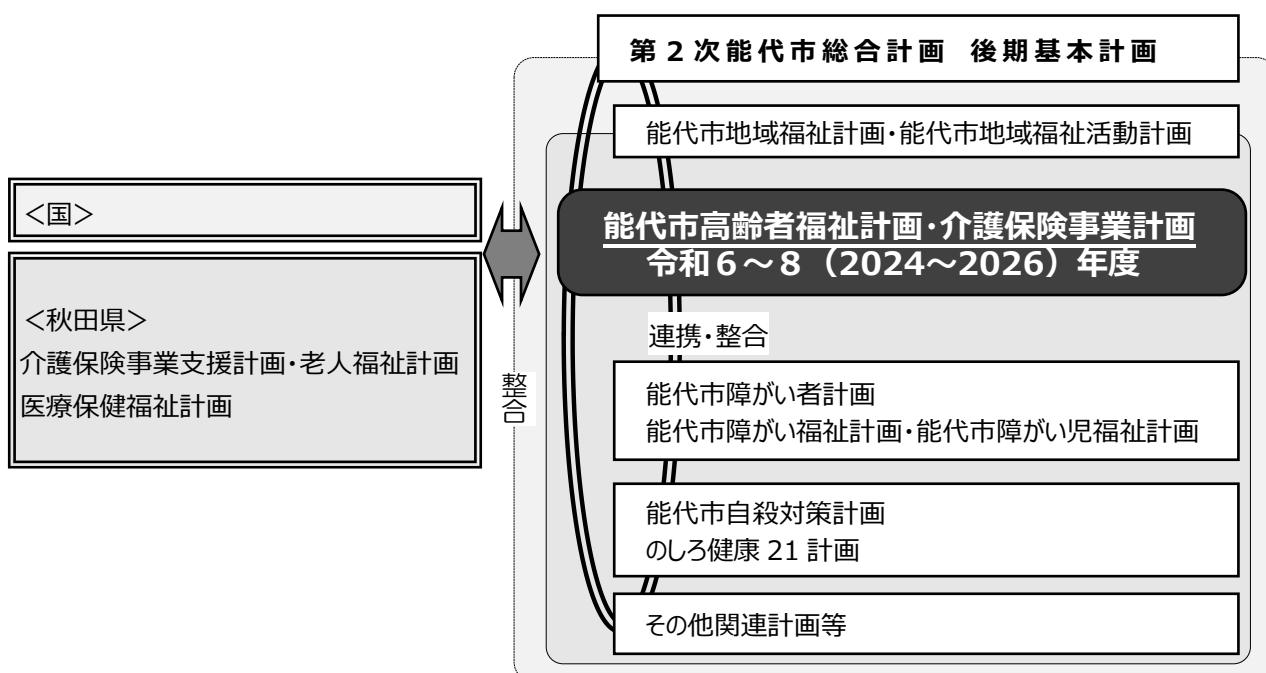 第２次能代市総合計画 後期基本計画
能代市地域福祉計画・能代市地域福祉活動計画
＜国＞
能代市高齢者福祉計画・介護保険事業計画
令和６～８（2024～2026）年度
＜秋田県＞
介護保険事業支援計画・老人福祉計画
医療保健福祉計画
整合
連携・整合
能代市障がい者計画
能代市障がい福祉計画・能代市障がい児福祉計画
能代市自殺対策計画
のしろ健康 21 計画
その他関連計画等